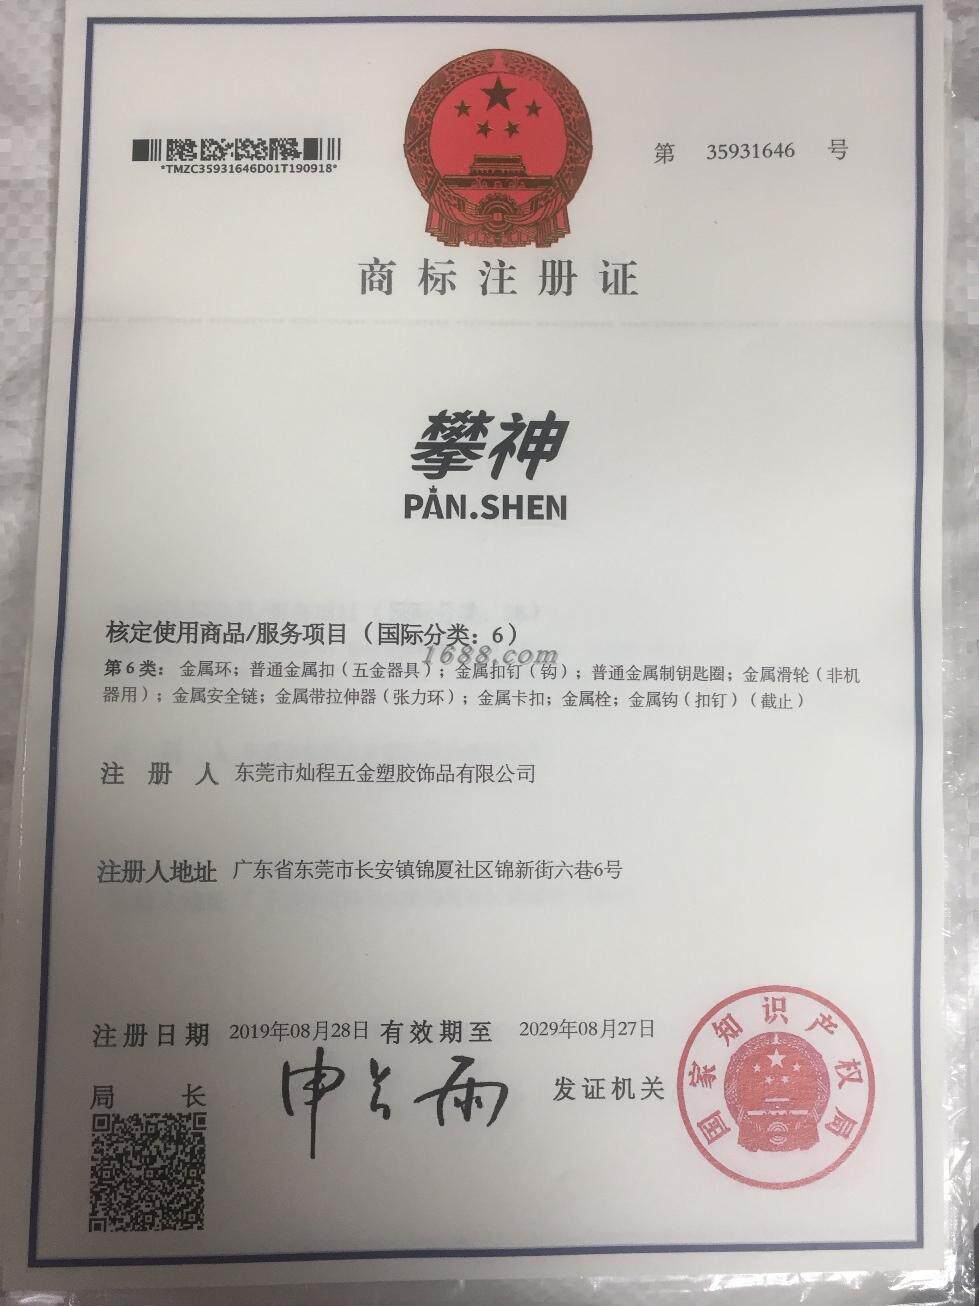 *TMZC35931646D01T190918*
第 35931646 号
商标注册证
攀神
PAN.SHEN
核定使用商品/服务项目（国际分类：6）
1688.com
第6类：金属环；普通金属扣（五金器具）；金属扣钉（钩）；普通金属制钥匙圈；金属滑轮（非机
器用）；金属安全链；金属带拉伸器（张力环）；金属卡扣；金属栓；金属钩（扣钉）（截止）
注册人 东莞市灿程五金塑胶饰品有限公司
注册人地址 广东省东莞市长安镇锦厦社区锦新街六巷6号
注册日期 2019年08月28日 有效期至 2029年08月27日
局长 申长雨 发证机关
国家知识产权局